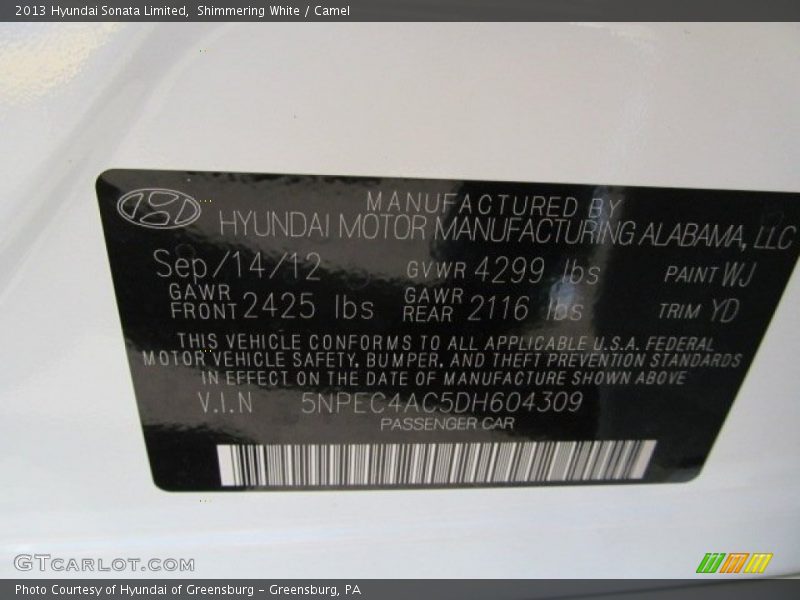 2013 Hyundai Sonata Limited, Shimmering White / Camel
MANUFACTURED BY
HYUNDAI MOTOR MANUFACTURING ALABAMA, LLC
Sep/14/12 GVWR 4299 lbs PAINT WJ
GAWR FRONT 2425 lbs GAWR REAR 2116 lbs TRIM YD
THIS VEHICLE CONFORMS TO ALL APPLICABLE U.S.A. FEDERAL
MOTOR VEHICLE SAFETY, BUMPER, AND THEFT PREVENTION STANDARDS
IN EFFECT ON THE DATE OF MANUFACTURE SHOWN ABOVE
V.I.N 5NPEC4AC5DH604309
PASSENGER CAR
GTCARLOT.COM
Photo Courtesy of Hyundai of Greensburg - Greensburg, PA